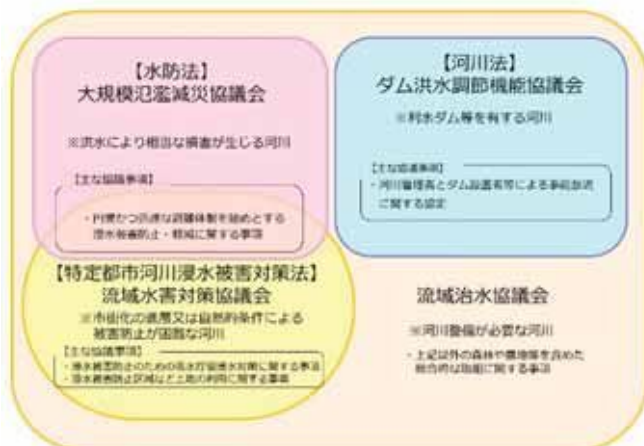 【水防法】
大規模氾濫減災協議会
※洪水により相当な損害が生じる河川
【主な協議事項】
・円滑かつ迅速な避難体制を始めとする
浸水被害防止・軽減に関する事項
【河川法】
ダム洪水調節機能協議会
※利水ダム等を有する河川
【主な協議事項】
・河川管理者とダム設置者等による事前放流
に関する協定
【特定都市河川浸水被害対策法】
流域水害対策協議会
※市街化の進展又は自然的条件による
被害防止が困難な河川
【主な協議事項】
・浸水被害防止のための雨水貯留浸透対策に関する事項
・浸水被害防止区域など土地の利用に関する事項
流域治水協議会
※河川整備が必要な河川
・上記以外の森林や農地等を含めた
総合的な取組に関する事項